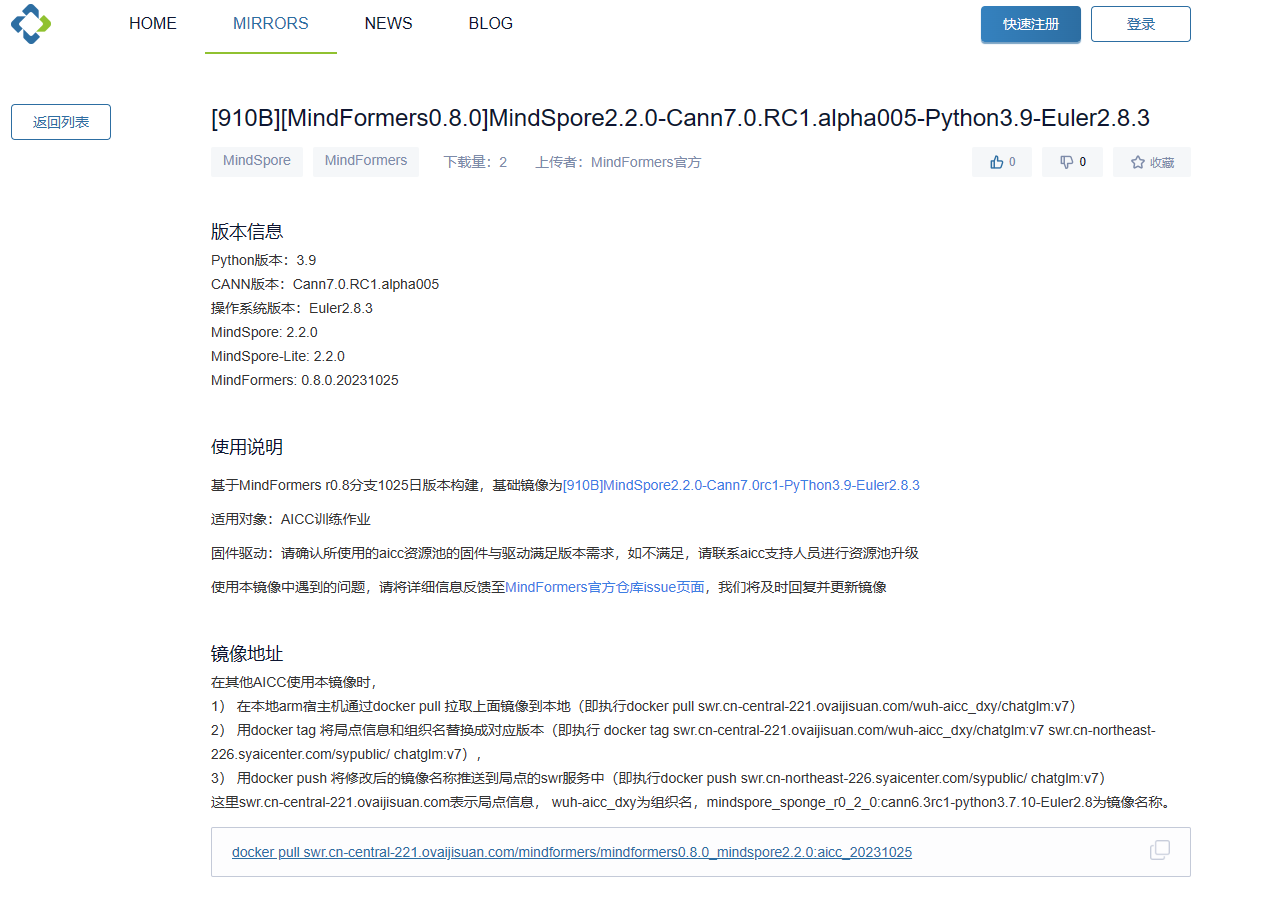 HOME MIRRORS NEWS BLOG 快速注册 登录
返回列表
[910B][MindFormers0.8.0]MindSpore2.2.0-Cann7.0.RC1.alpha005-Python3.9-Euler2.8.3
MindSpore MindFormers 下载量：2 上传者：MindFormers官方 0 0 收藏
版本信息
Python版本：3.9
CANN版本：Cann7.0.RC1.alpha005
操作系统版本：Euler2.8.3
MindSpore: 2.2.0
MindSpore-Lite: 2.2.0
MindFormers: 0.8.0.20231025
使用说明
基于MindFormers r0.8分支1025日版本构建，基础镜像为[910B]MindSpore2.2.0-Cann7.0rc1-PyThon3.9-Euler2.8.3
适用对象：AICC训练作业
固件驱动：请确认所使用的aicc资源池的固件与驱动满足版本需求，如不满足，请联系aicc支持人员进行资源池升级
使用本镜像中遇到的问题，请将详细信息反馈至MindFormers官方仓库issue页面，我们将及时回复并更新镜像
镜像地址
在其他AICC使用本镜像时，
1） 在本地arm宿主机通过docker pull 拉取上面镜像到本地（即执行docker pull swr.cn-central-221.ovaijisuan.com/wuh-aicc_dxy/chatglm:v7）
2） 用docker tag 将局点信息和组织名替换成对应版本（即执行 docker tag swr.cn-central-221.ovaijisuan.com/wuh-aicc_dxy/chatglm:v7 swr.cn-northeast-
226.syaicenter.com/sypublic/ chatglm:v7），
3） 用docker push 将修改后的镜像名称推送到局点的swr服务中（即执行docker push swr.cn-northeast-226.syaicenter.com/sypublic/ chatglm:v7）
这里swr.cn-central-221.ovaijisuan.com表示局点信息， wuh-aicc_dxy为组织名，mindspore_sponge_r0_2_0:cann6.3rc1-python3.7.10-Euler2.8为镜像名称。
docker pull swr.cn-central-221.ovaijisuan.com/mindformers/mindformers0.8.0_mindspore2.2.0:aicc_20231025